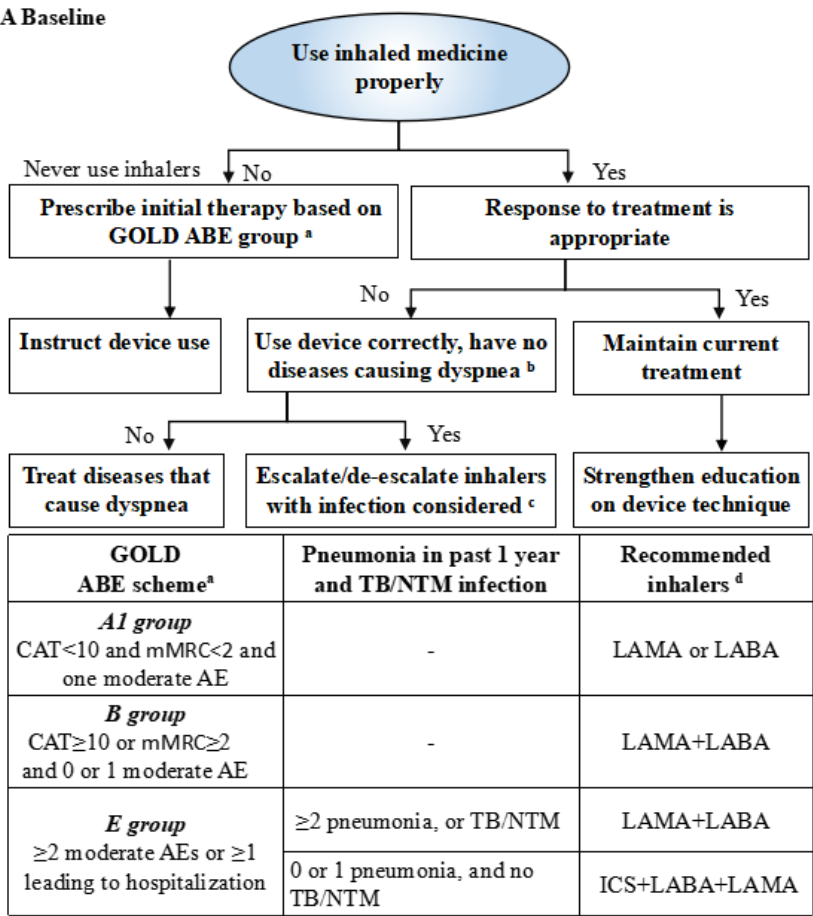 A Baseline
Use inhaled medicine
properly
Never use inhalers
No
Yes
Prescribe initial therapy based on
GOLD ABE group ᵃ
Response to treatment is
appropriate
No
Yes
Instruct device use
Use device correctly, have no
diseases causing dyspnea ᵇ
Maintain current
treatment
No
Yes
Treat diseases that
cause dyspnea
Escalate/de-escalate inhalers
with infection considered ᶜ
Strengthen education
on device technique
GOLD
ABE schemeᵃ
Pneumonia in past 1 year
and TB/NTM infection
Recommended
inhalers ᵈ
A1 group
CAT<10 and mMRC<2 and
one moderate AE
-
LAMA or LABA
B group
CAT≥10 or mMRC≥2
and 0 or 1 moderate AE
-
LAMA+LABA
E group
≥2 moderate AEs or ≥1
leading to hospitalization
≥2 pneumonia, or TB/NTM
LAMA+LABA
0 or 1 pneumonia, and no
TB/NTM
ICS+LABA+LAMA